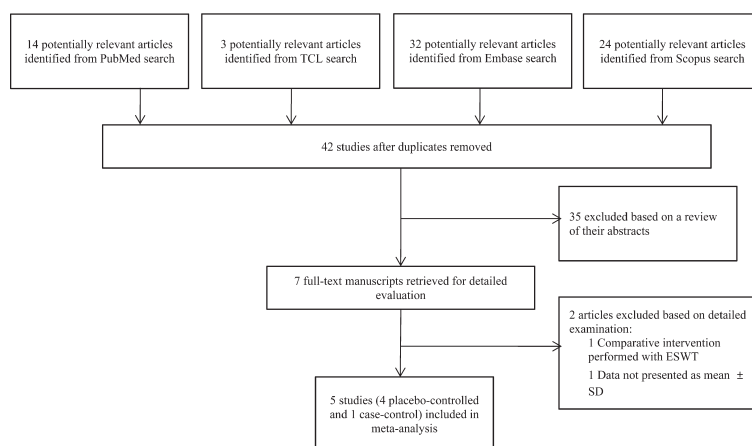 14 potentially relevant articles
identified from PubMed search
3 potentially relevant articles
identified from TCL search
32 potentially relevant articles
identified from Embase search
24 potentially relevant articles
identified from Scopus search
42 studies after duplicates removed
35 excluded based on a review
of their abstracts
7 full-text manuscripts retrieved for detailed
evaluation
2 articles excluded based on detailed
examination:
1 Comparative intervention
performed with ESWT
1 Data not presented as mean ±
SD
5 studies (4 placebo-controlled
and 1 case-control) included in
meta-analysis